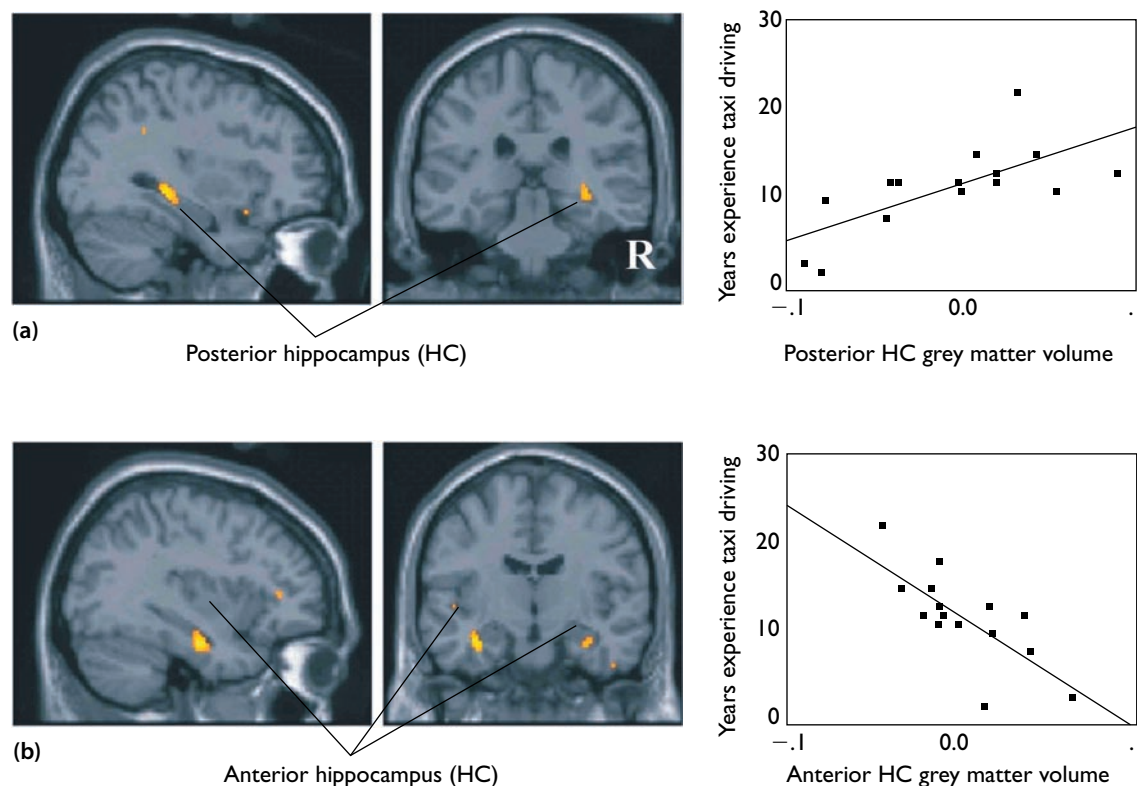 R
(a)
Posterior hippocampus (HC)
Years experience taxi driving
30
20
10
0
−.1
0.0
.
Posterior HC grey matter volume
(b)
Anterior hippocampus (HC)
Years experience taxi driving
30
20
10
0
−.1
0.0
.
Anterior HC grey matter volume